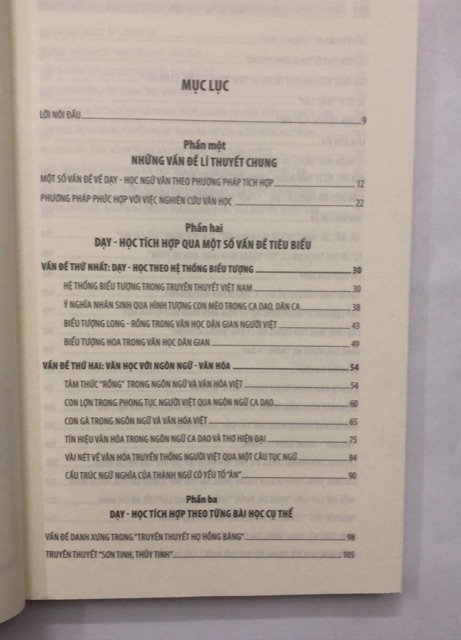 MỤC LỤC
LỜI NÓI ĐẦU 9
Phần một
NHỮNG VẤN ĐỀ LÍ THUYẾT CHUNG
MỘT SỐ VẤN ĐỀ VỀ DẠY - HỌC NGỮ VĂN THEO PHƯƠNG PHÁP TÍCH HỢP 12
PHƯƠNG PHÁP PHỨC HỢP VỚI VIỆC NGHIÊN CỨU VĂN HỌC 22
Phần hai
DẠY - HỌC TÍCH HỢP QUA MỘT SỐ VẤN ĐỀ TIÊU BIỂU
VẤN ĐỀ THỨ NHẤT: DẠY - HỌC THEO HỆ THỐNG BIỂU TƯỢNG 30
HỆ THỐNG BIỂU TƯỢNG TRONG TRUYỀN THUYẾT VIỆT NAM 30
Ý NGHĨA NHÂN SINH QUA HÌNH TƯỢNG CON MÈO TRONG CA DAO, DÂN CA 38
BIỂU TƯỢNG LONG - RỒNG TRONG VĂN HỌC DÂN GIAN NGƯỜI VIỆT 43
BIỂU TƯỢNG HOA TRONG VĂN HỌC DÂN GIAN 49
VẤN ĐỀ THỨ HAI: VĂN HỌC VỚI NGÔN NGỮ - VĂN HÓA 54
TÂM THỨC "RỒNG" TRONG NGÔN NGỮ VÀ VĂN HÓA VIỆT 54
CON LỢN TRONG PHONG TỤC NGƯỜI VIỆT QUA NGÔN NGỮ CA DAO 60
CON GÀ TRONG NGÔN NGỮ VÀ VĂN HÓA VIỆT 65
TÍN HIỆU VĂN HÓA TRONG NGÔN NGỮ CA DAO VÀ THƠ HIỆN ĐẠI 75
VÀI NÉT VỀ VĂN HÓA TRUYỀN THỐNG NGƯỜI VIỆT QUA MỘT CÂU TỤC NGỮ 84
CẤU TRÚC NGỮ NGHĨA CỦA THÀNH NGỮ CÓ YẾU TỐ "ĂN" 90
Phần ba
DẠY - HỌC TÍCH HỢP THEO TỪNG BÀI HỌC CỤ THỂ
VẤN ĐỀ DANH XƯNG TRONG "TRUYỀN THUYẾT HỌ HỒNG BÀNG" 98
TRUYỀN THUYẾT "SƠN TINH, THỦY TINH" 105